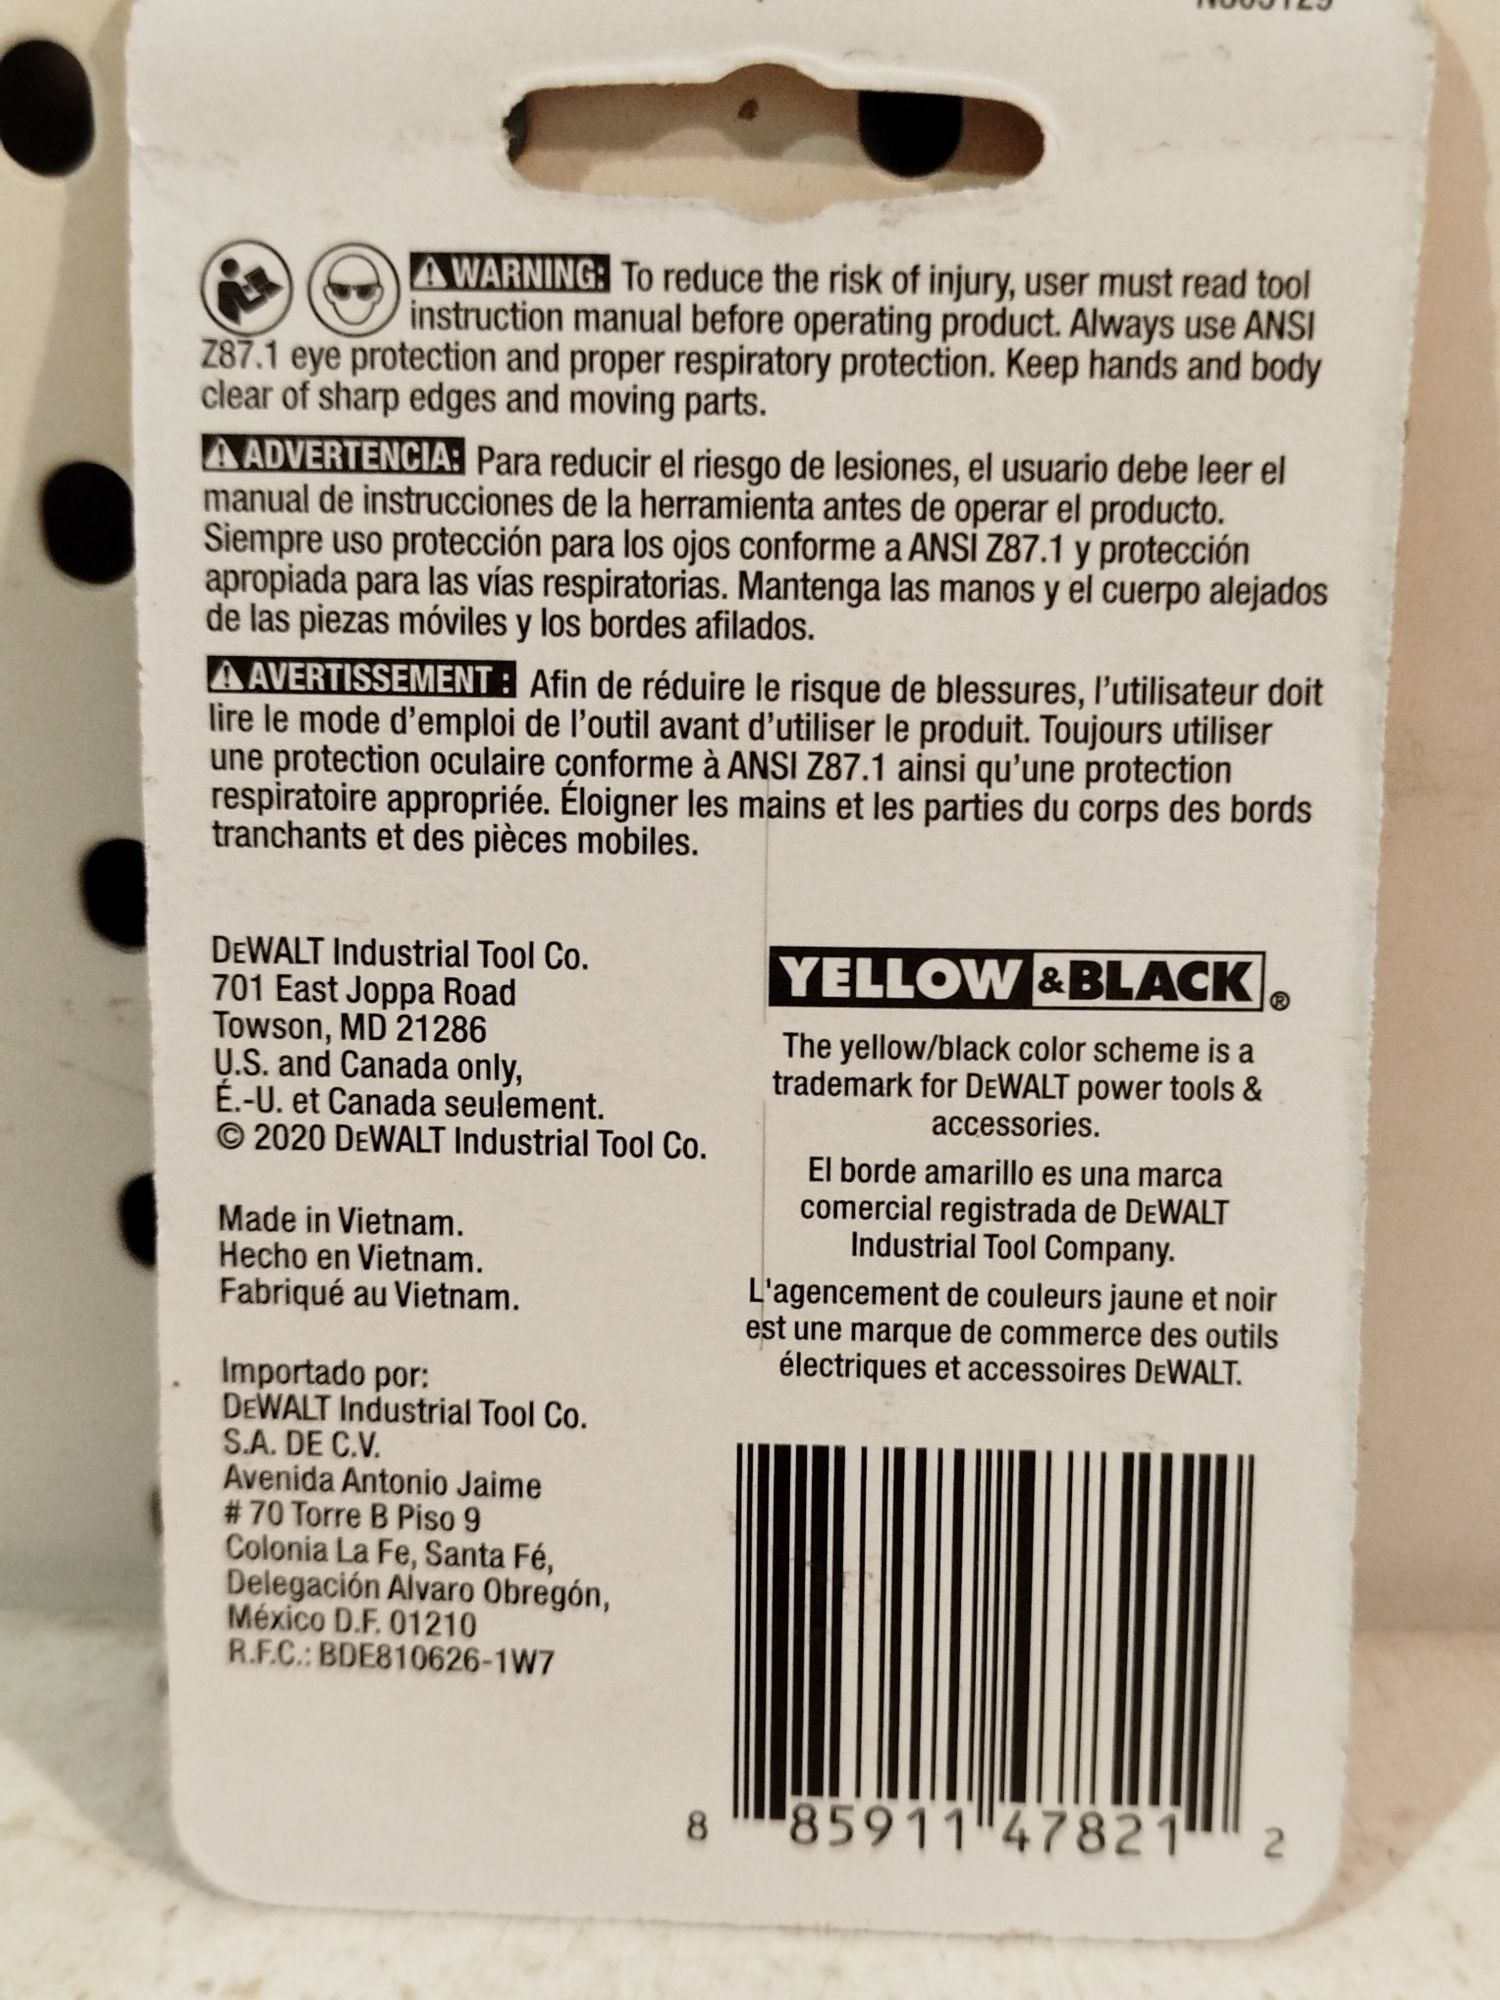 WARNING: To reduce the risk of injury, user must read tool
instruction manual before operating product. Always use ANSI
Z87.1 eye protection and proper respiratory protection. Keep hands and body
clear of sharp edges and moving parts.
ADVERTENCIA: Para reducir el riesgo de lesiones, el usuario debe leer el
manual de instrucciones de la herramienta antes de operar el producto.
Siempre uso protección para los ojos conforme a ANSI Z87.1 y protección
apropiada para las vías respiratorias. Mantenga las manos y el cuerpo alejados
de las piezas móviles y los bordes afilados.
AVERTISSEMENT : Afin de réduire le risque de blessures, l'utilisateur doit
lire le mode d'emploi de l'outil avant d'utiliser le produit. Toujours utiliser
une protection oculaire conforme à ANSI Z87.1 ainsi qu'une protection
respiratoire appropriée. Éloigner les mains et les parties du corps des bords
tranchants et des pièces mobiles.
DEWALT Industrial Tool Co.
701 East Joppa Road
Towson, MD 21286
U.S. and Canada only,
É.-U. et Canada seulement.
© 2020 DEWALT Industrial Tool Co.
Made in Vietnam.
Hecho en Vietnam.
Fabriqué au Vietnam.
Importado por:
DEWALT Industrial Tool Co.
S.A. DE C.V.
Avenida Antonio Jaime
# 70 Torre B Piso 9
Colonia La Fe, Santa Fé,
Delegación Alvaro Obregón,
México D.F. 01210
R.F.C.: BDE810626-1W7
YELLOW & BLACK ®
The yellow/black color scheme is a
trademark for DEWALT power tools &
accessories.
El borde amarillo es una marca
comercial registrada de DEWALT
Industrial Tool Company.
L'agencement de couleurs jaune et noir
est une marque de commerce des outils
électriques et accessoires DEWALT.
8 85911 47821 2